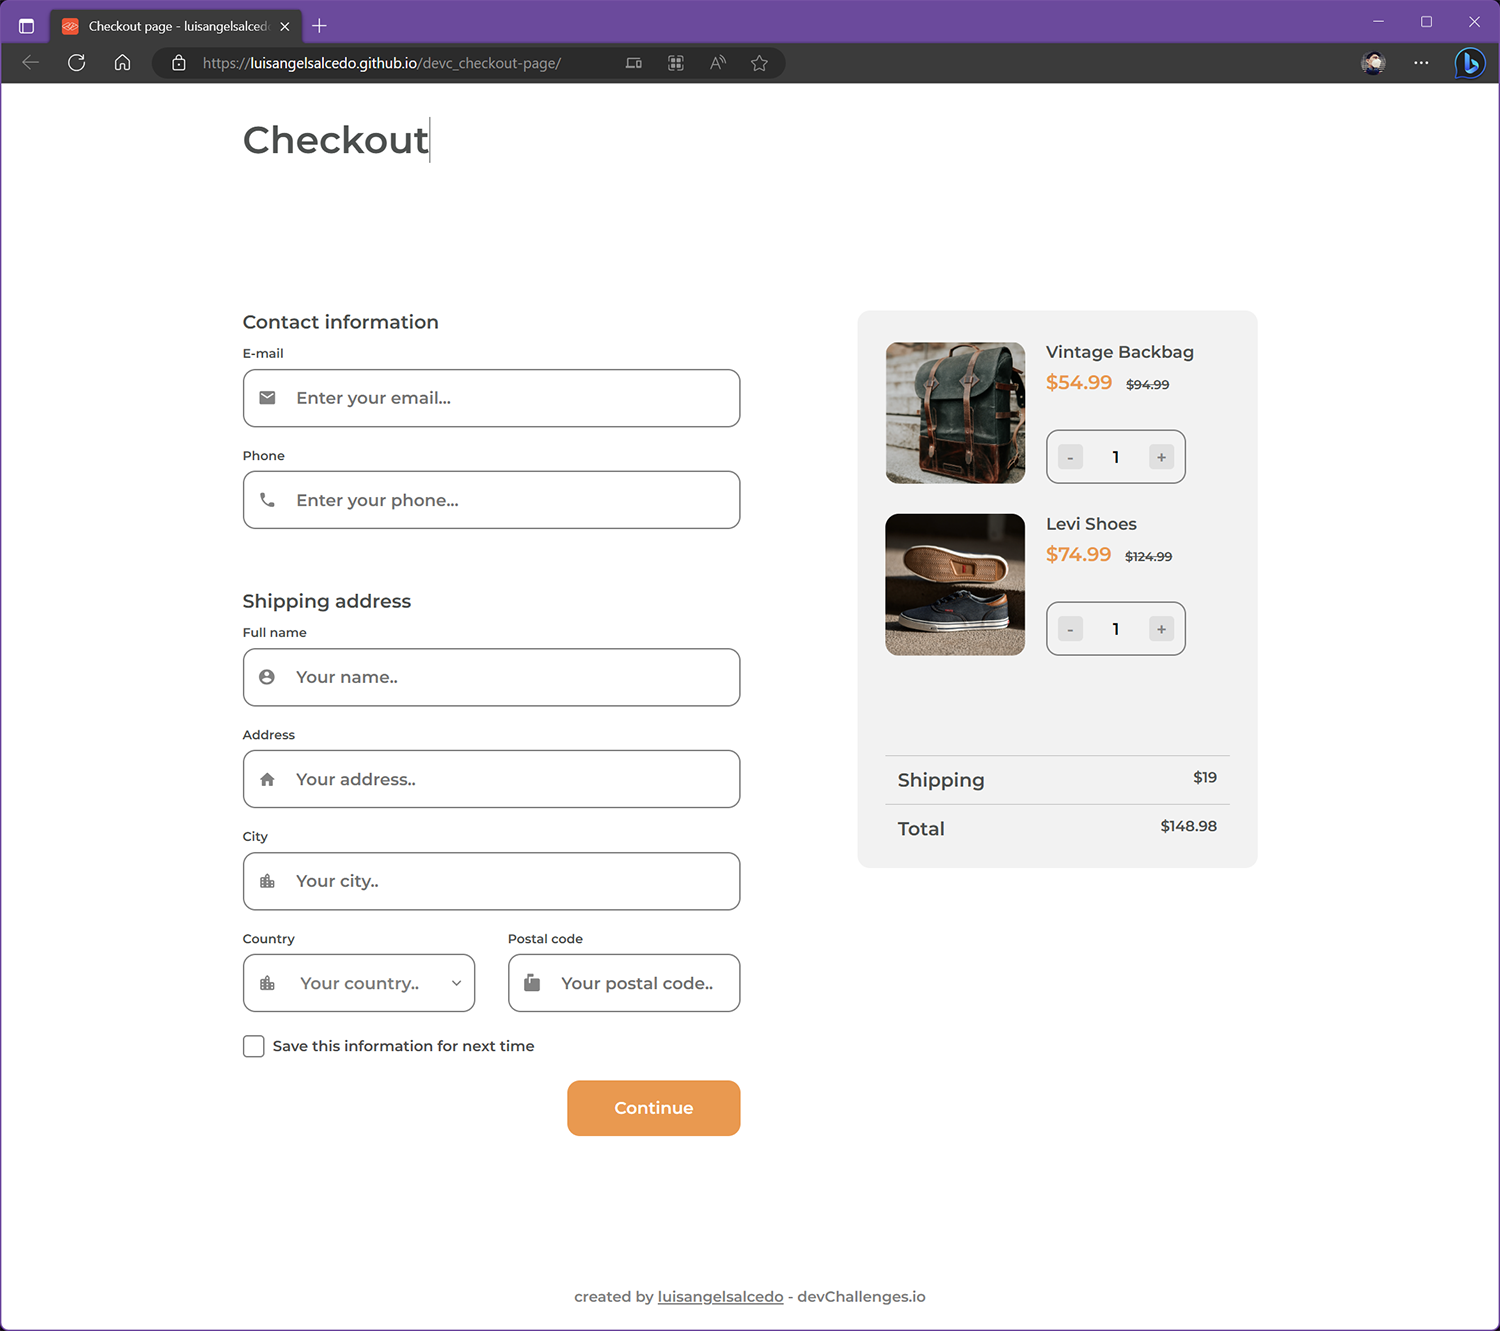 Checkout page - luisangelsalced
https://luisangelsalcedo.github.io/devc_checkout-page/
Checkout
Contact information
E-mail
Enter your email...
Phone
Enter your phone...
Shipping address
Full name
Your name..
Address
Your address..
City
Your city..
Country
Your country..
Postal code
Your postal code..
Save this information for next time
Continue
Vintage Backbag
$54.99 $94.99
- 1 +
Levi Shoes
$74.99 $124.99
- 1 +
Shipping $19
Total $148.98
created by luisangelsalcedo - devChallenges.io